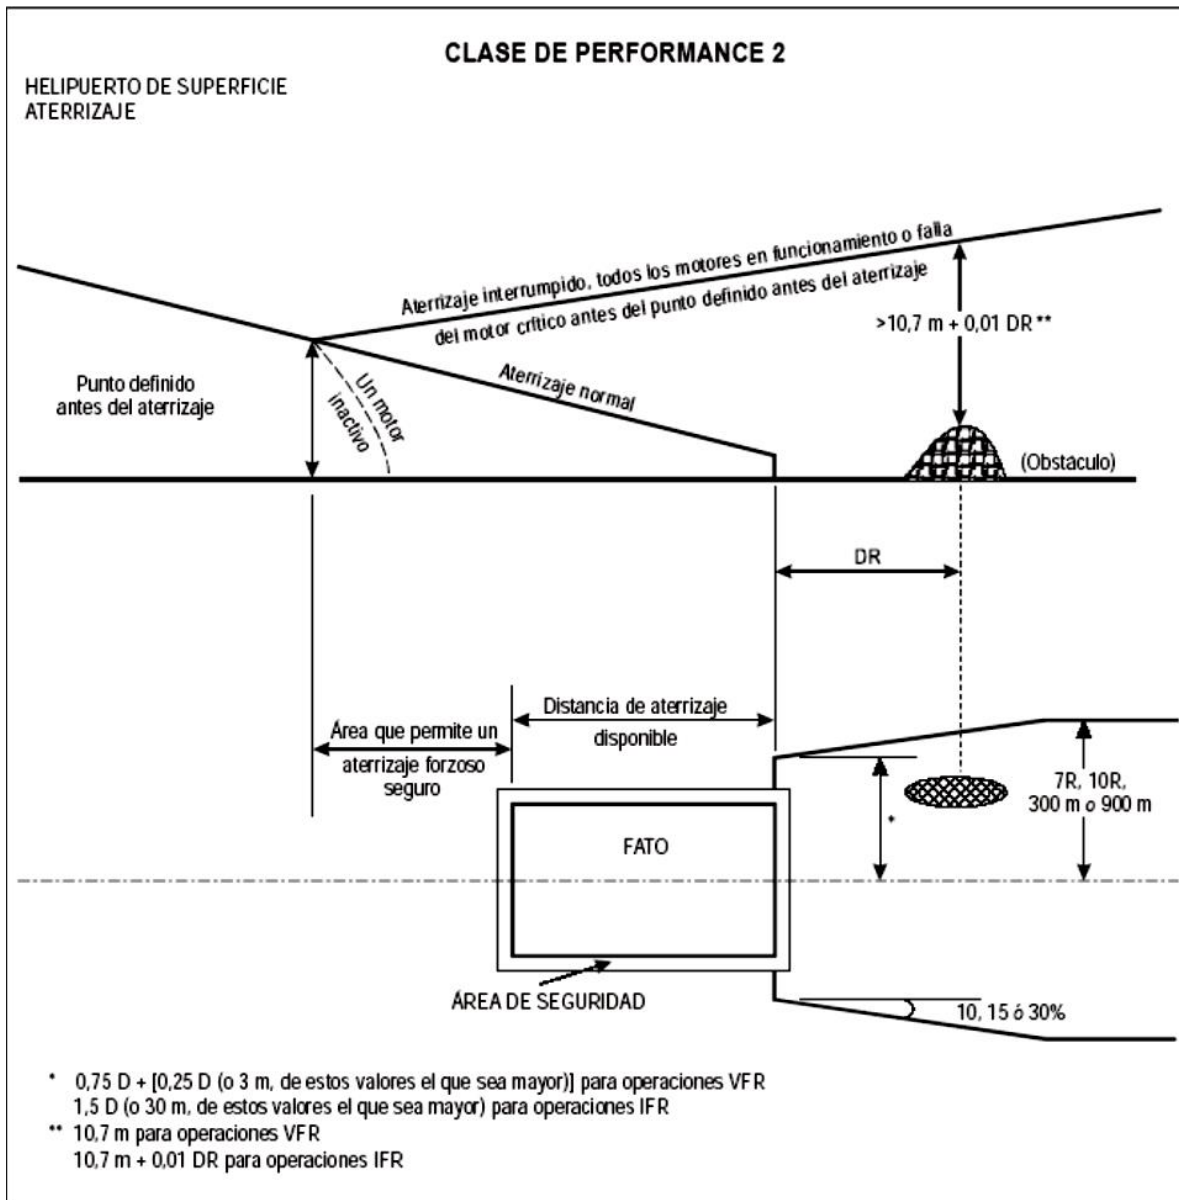 CLASE DE PERFORMANCE 2
HELIPUERTO DE SUPERFICIE
ATERRIZAJE
Aterrizaje interrumpido, todos los motores en funcionamiento o falla
del motor crítico antes del punto definido antes del aterrizaje
>10,7 m + 0,01 DR **
Punto definido
antes del aterrizaje
Un motor
inactivo
Aterrizaje normal
(Obstáculo)
DR
Área que permite un
aterrizaje forzoso
seguro
Distancia de aterrizaje
disponible
7R, 10R,
300 m o 900 m
*
FATO
ÁREA DE SEGURIDAD
10, 15 ó 30%
* 0,75 D + [0,25 D (o 3 m, de estos valores el que sea mayor)] para operaciones VFR
1,5 D (o 30 m, de estos valores el que sea mayor) para operaciones IFR
** 10,7 m para operaciones VFR
10,7 m + 0,01 DR para operaciones IFR